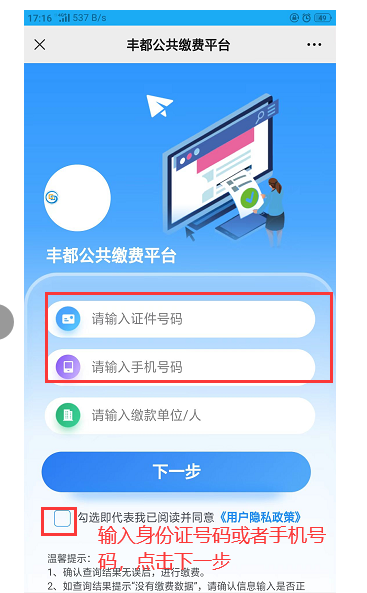 17:16 537 B/s 89
丰都公共缴费平台
丰都公共缴费平台
请输入证件号码
请输入手机号码
请输入缴款单位/人
下一步
勾选即代表我已阅读并同意《用户隐私政策》
输入身份证号码或者手机号
码，点击下一步
温馨提示：
1、确认查询结果无误后，进行缴费。
2、如查询结果提示“没有缴费数据”，请确认信息输入是否正